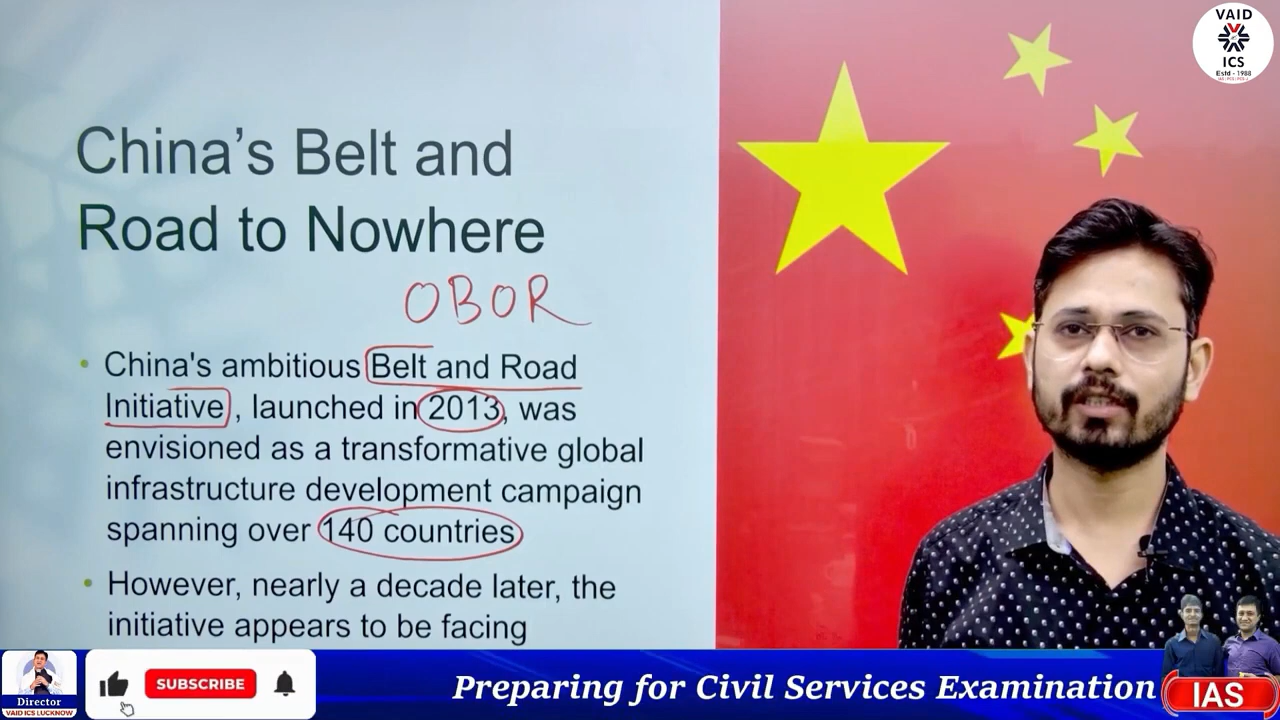 VAID
ICS
Estd - 1988
China's Belt and
Road to Nowhere
OBOR
• China's ambitious Belt and Road
Initiative , launched in 2013, was
envisioned as a transformative global
infrastructure development campaign
spanning over 140 countries
• However, nearly a decade later, the
initiative appears to be facing
Director
VAID ICS LUCKNOW
SUBSCRIBE
Preparing for Civil Services Examination
IAS